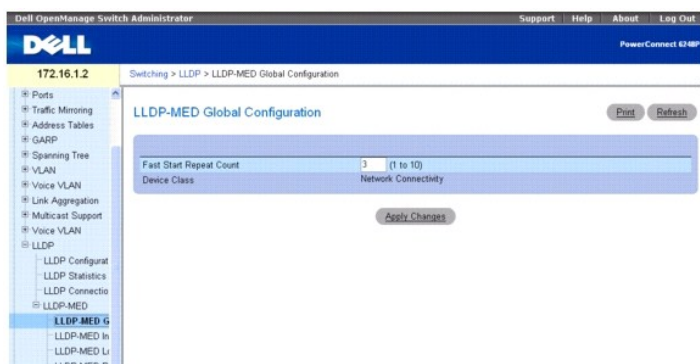 Dell OpenManage Switch Administrator
Support Help About Log Out
DELL
PowerConnect 6248P
172.16.1.2
Switching > LLDP > LLDP-MED Global Configuration
Ports
Traffic Mirroring
Address Tables
GARP
Spanning Tree
VLAN
Voice VLAN
Link Aggregation
Multicast Support
Voice VLAN
LLDP
LLDP Configurat
LLDP Statistics
LLDP Connectio
LLDP-MED
LLDP-MED G
LLDP-MED In
LLDP-MED Lo
LLDP-MED Global Configuration
Print Refresh
Fast Start Repeat Count 3 (1 to 10)
Device Class Network Connectivity
Apply Changes